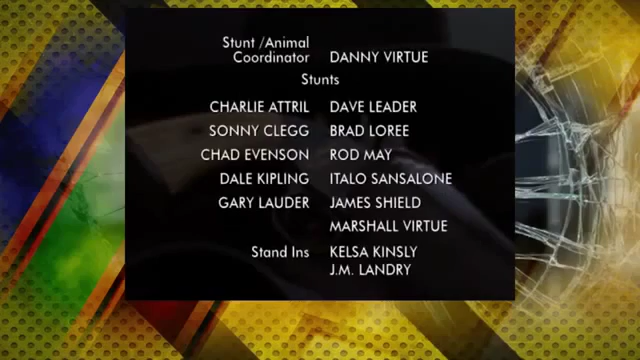 Stunt /Animal
Coordinator DANNY VIRTUE
Stunts
CHARLIE ATTRIL DAVE LEADER
SONNY CLEGG BRAD LOREE
CHAD EVENSON ROD MAY
DALE KIPLING ITALO SANSALONE
GARY LAUDER JAMES SHIELD
MARSHALL VIRTUE
Stand Ins KELSA KINSLY
J.M. LANDRY